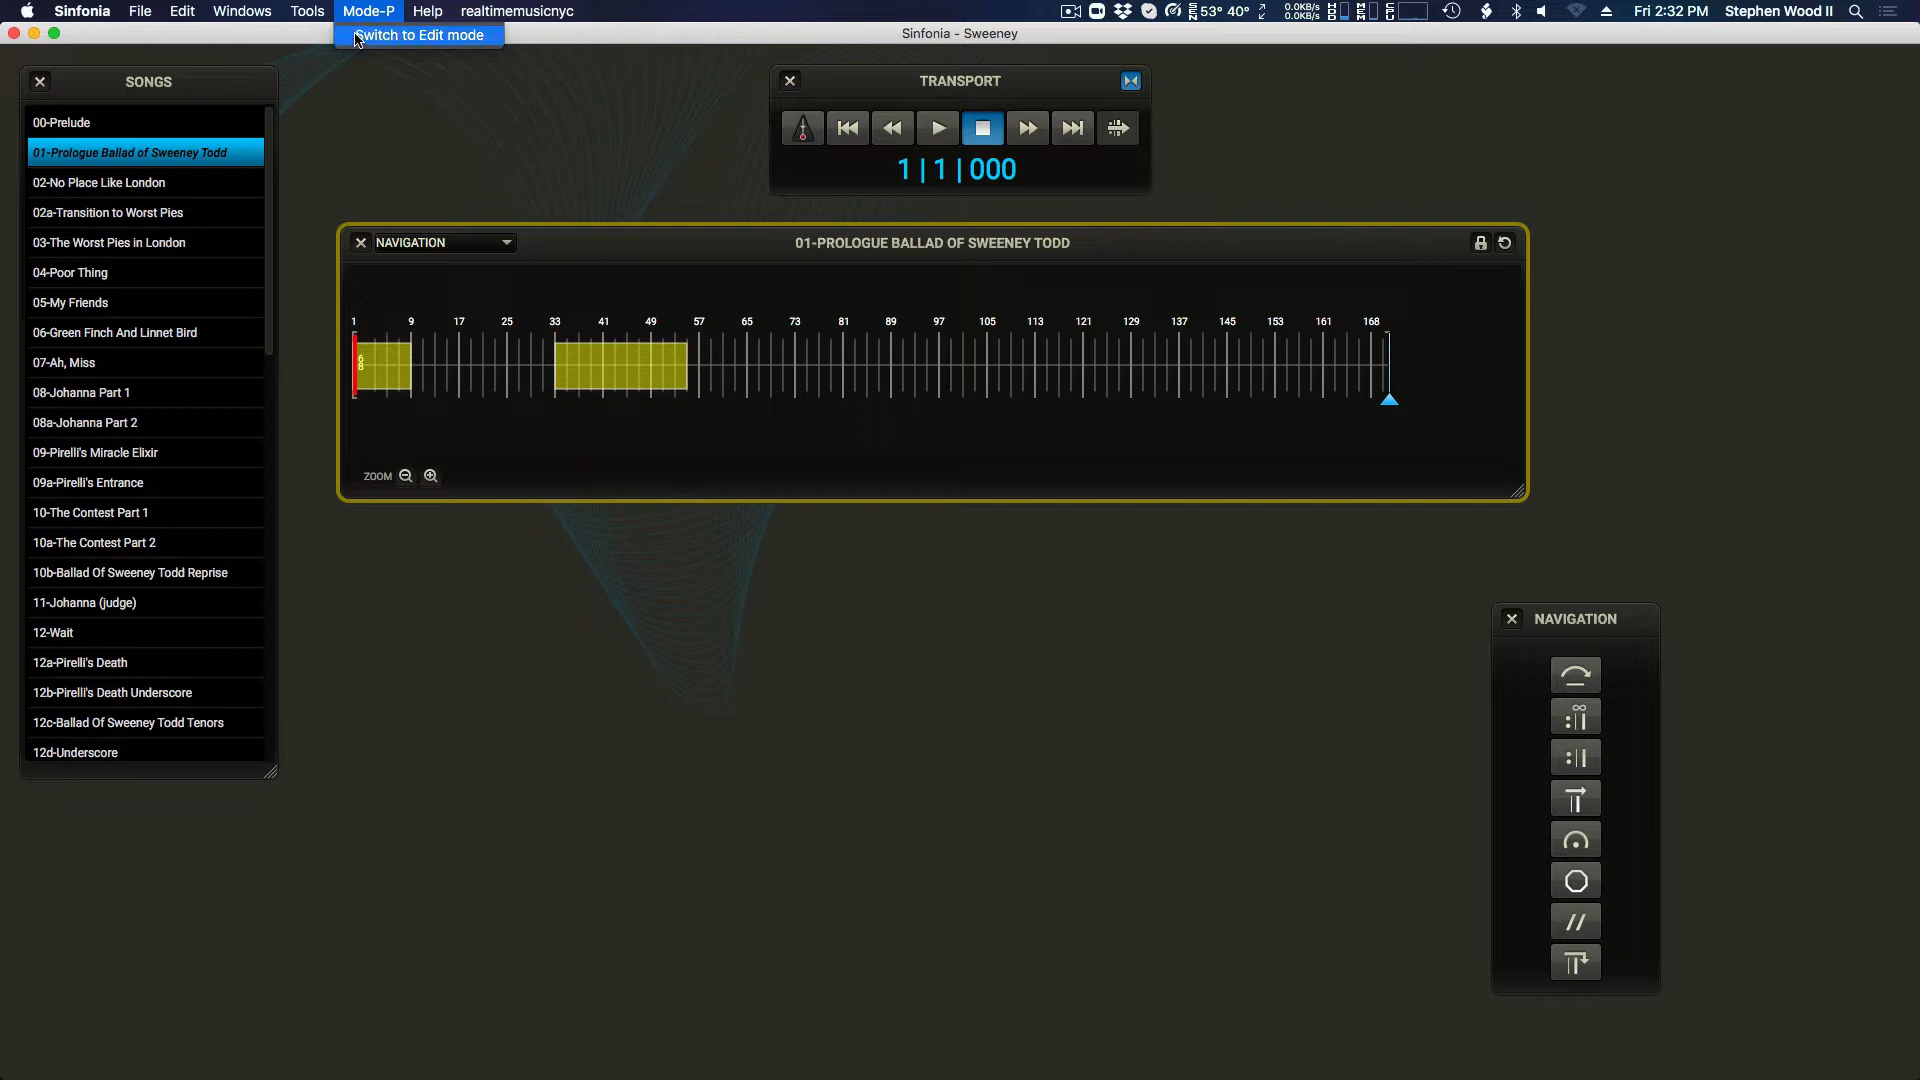 Sinfonia File Edit Windows Tools Mode-P Help realtimemusicnyc 53° 40° 0.0KB/s 0.0KB/s Fri 2:32 PM Stephen Wood II
Switch to Edit mode
Sinfonia - Sweeney
SONGS
00-Prelude
01-Prologue Ballad of Sweeney Todd
02-No Place Like London
02a-Transition to Worst Pies
03-The Worst Pies in London
04-Poor Thing
05-My Friends
06-Green Finch And Linnet Bird
07-Ah, Miss
08-Johanna Part 1
08a-Johanna Part 2
09-Pirelli's Miracle Elixir
09a-Pirelli's Entrance
10-The Contest Part 1
10a-The Contest Part 2
10b-Ballad Of Sweeney Todd Reprise
11-Johanna (judge)
12-Wait
12a-Pirelli's Death
12b-Pirelli's Death Underscore
12c-Ballad Of Sweeney Todd Tenors
12d-Underscore
TRANSPORT
1 | 1 | 000
NAVIGATION
01-PROLOGUE BALLAD OF SWEENEY TODD
1 9 17 25 33 41 49 57 65 73 81 89 97 105 113 121 129 137 145 153 161 168
6
8
ZOOM
NAVIGATION